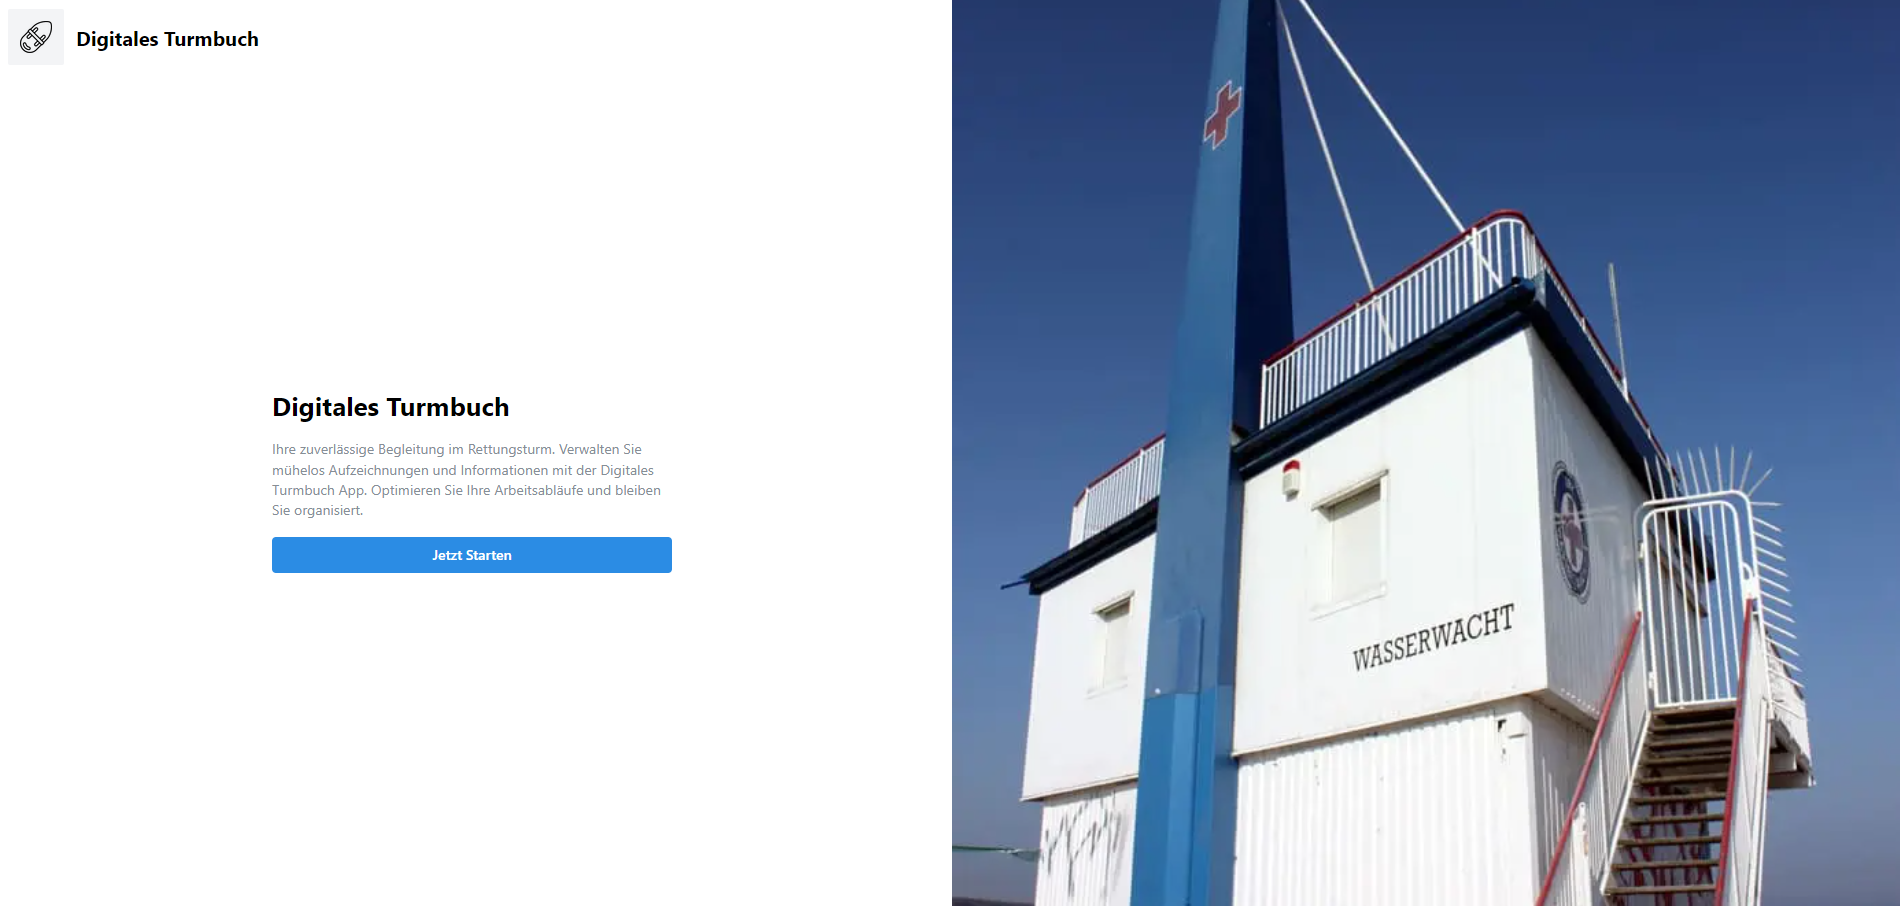 Digitales Turmbuch
Digitales Turmbuch
Ihre zuverlässige Begleitung im Rettungsturm. Verwalten Sie
mühelos Aufzeichnungen und Informationen mit der Digitales
Turmbuch App. Optimieren Sie Ihre Arbeitsabläufe und bleiben
Sie organisiert.
Jetzt Starten
WASSERWACHT